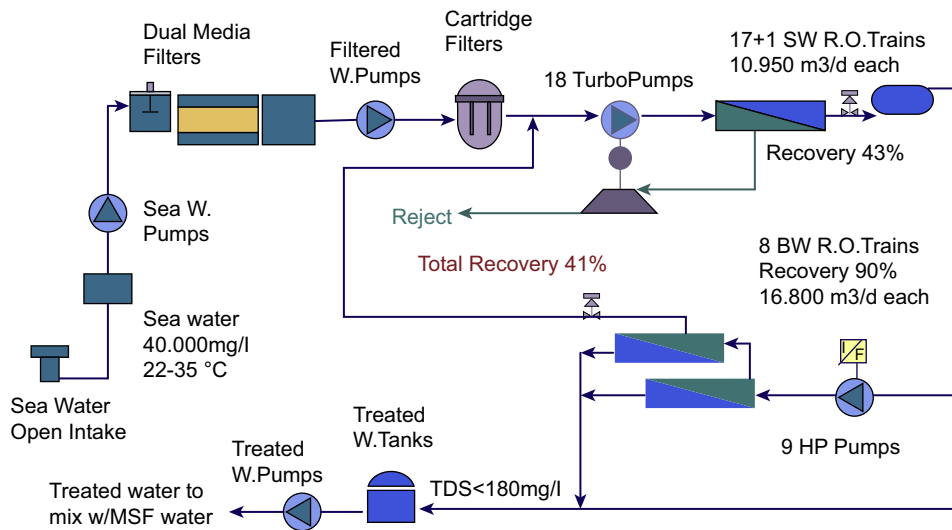 Dual Media
Filters
Filtered
W.Pumps
Cartridge
Filters
18 TurboPumps
17+1 SW R.O.Trains
10.950 m3/d each
Recovery 43%
Sea W.
Pumps
Reject
Total Recovery 41%
8 BW R.O.Trains
Recovery 90%
16.800 m3/d each
Sea water
40.000mg/l
22-35 °C
I/F
Sea Water
Open Intake
9 HP Pumps
Treated
W.Tanks
Treated
W.Pumps
TDS<180mg/l
Treated water to
mix w/MSF water